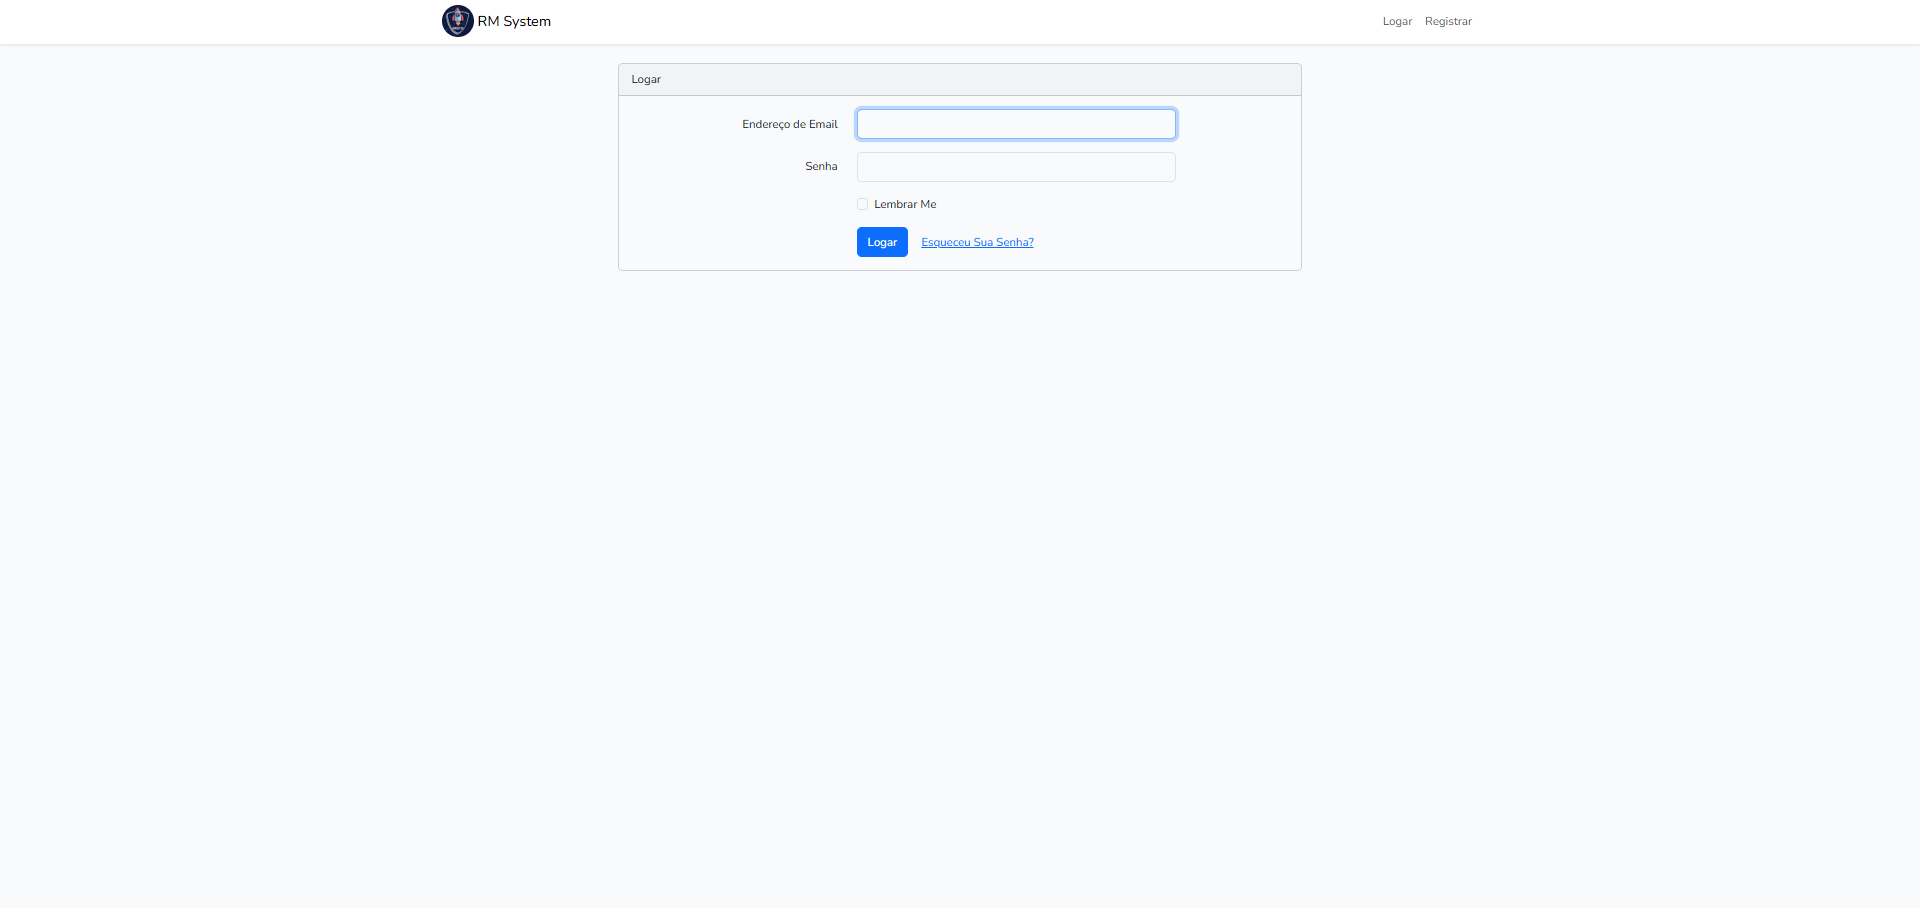 RM System
Logar Registrar
Logar
Endereço de Email
Senha
Lembrar Me
Logar Esqueceu Sua Senha?